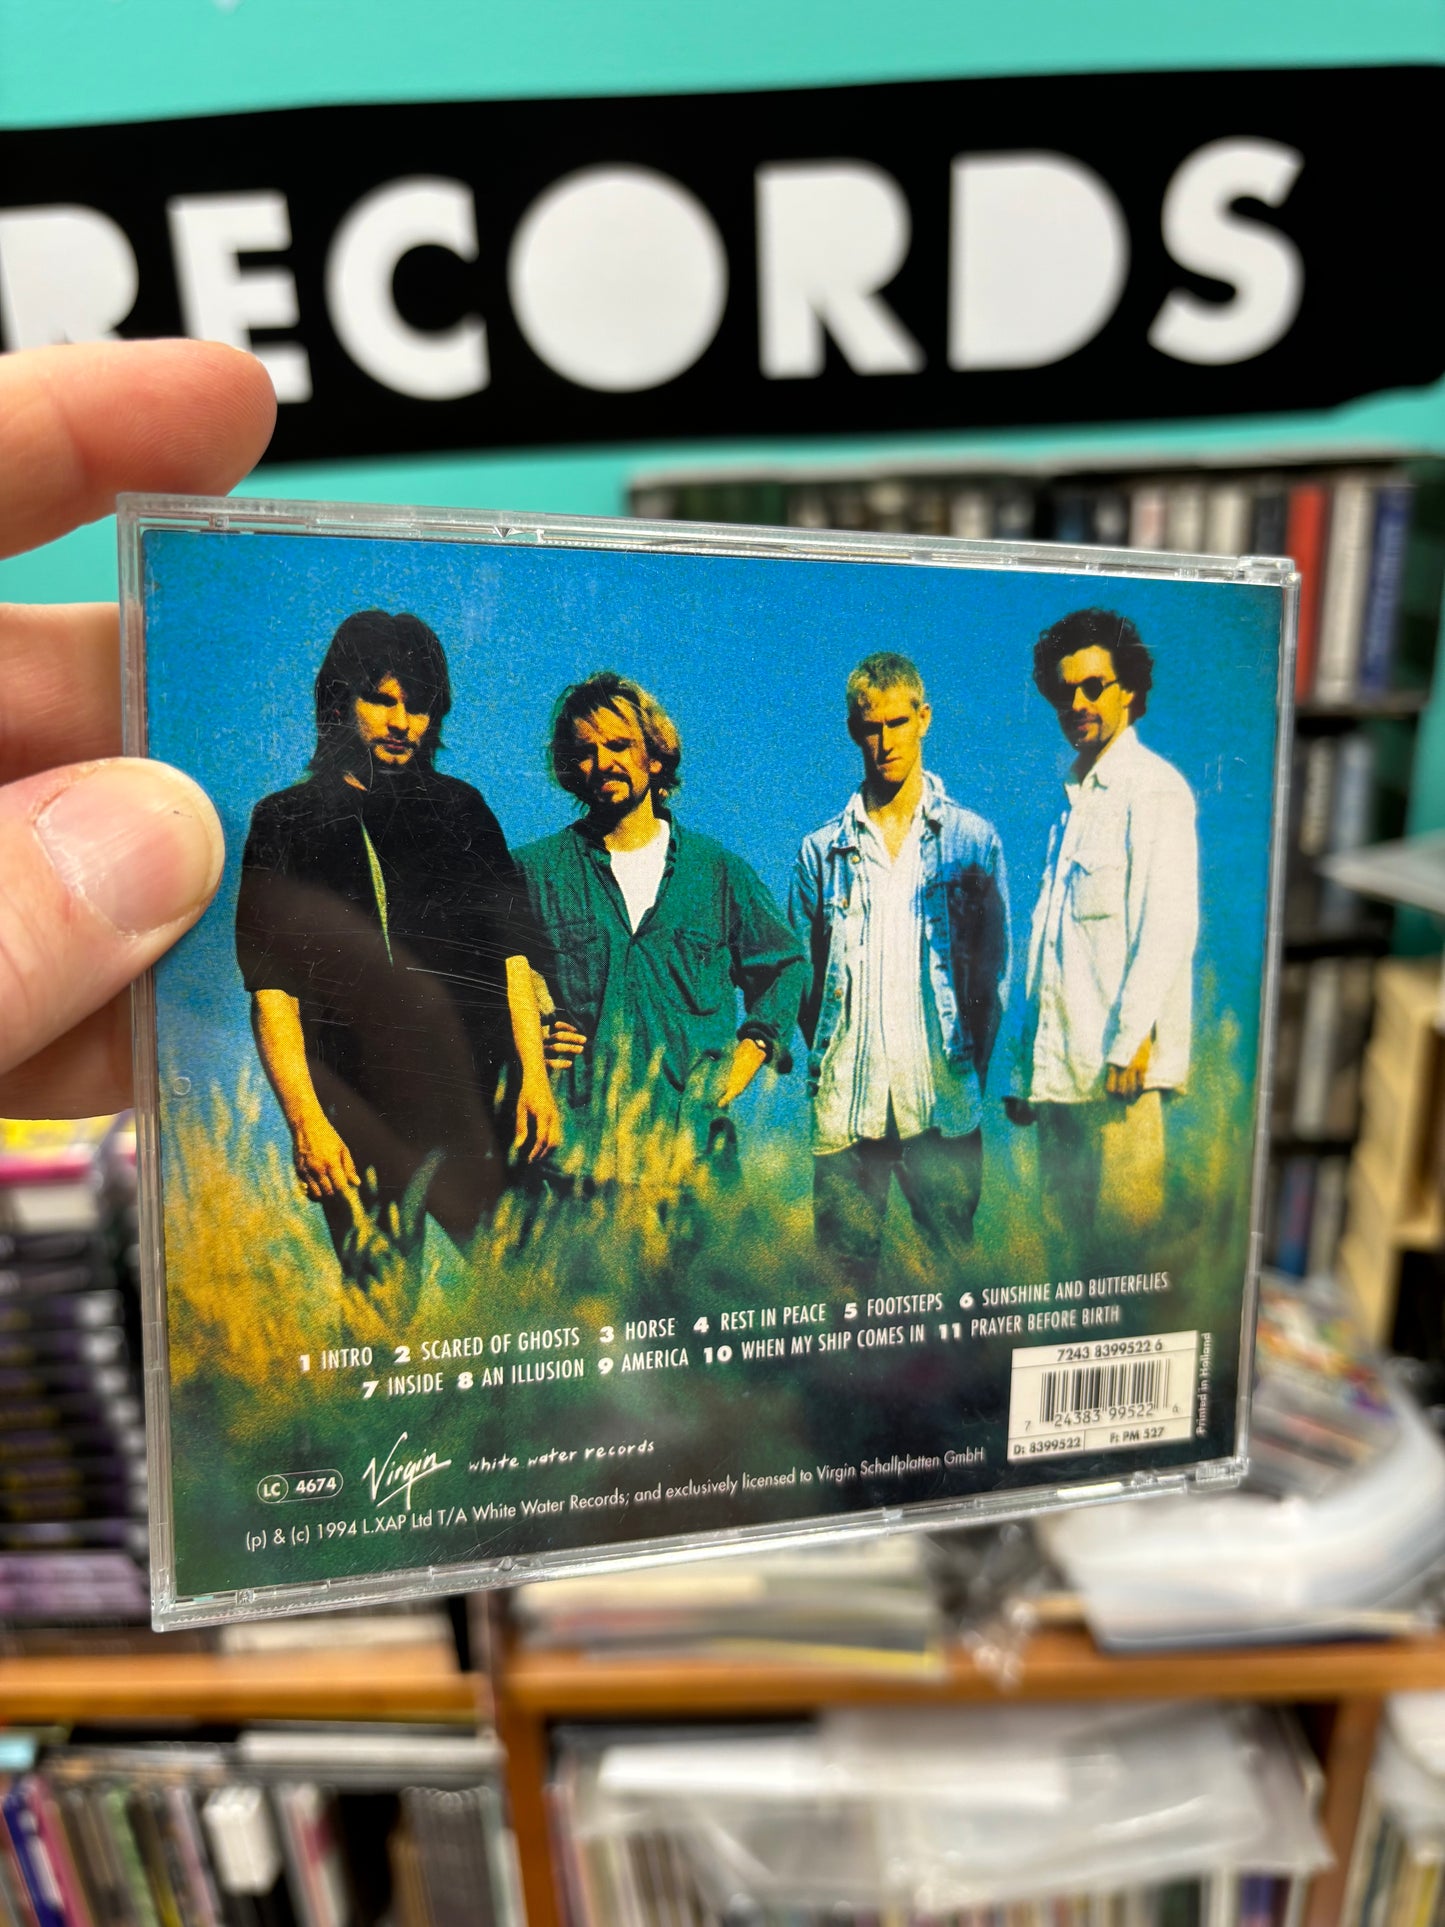 RECORDS
1 INTRO 2 SCARED OF GHOSTS 3 HORSE 4 REST IN PEACE 5 FOOTSTEPS 6 SUNSHINE AND BUTTERFLIES
7 INSIDE 8 AN ILLUSION 9 AMERICA 10 WHEN MY SHIP COMES IN 11 PRAYER BEFORE BIRTH
7243 8399522 6
7 24383 99522 6
D: 8399522 F: PM 527
Printed in Holland
LC 4674 Virgin white water records
(p) & (c) 1994 L.XAP Ltd T/A White Water Records; and exclusively licensed to Virgin Schallplatten GmbH